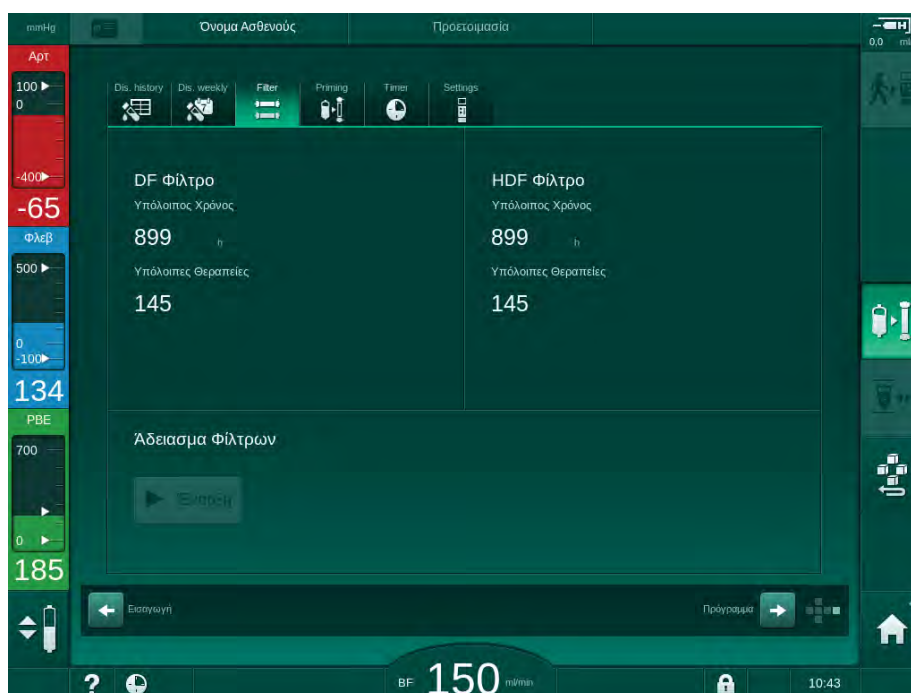 mmHg
Όνομα Ασθενούς
Προετοιμασία
0.0 ml
Αρτ
100
0
-400
-65
Φλεβ
500
0
-100
134
PBE
700
0
185
Dis. history
Dis. weekly
Filter
Priming
Timer
Settings
DF Φίλτρο
Υπόλοιπος Χρόνος
899 h
Υπόλοιπες Θεραπείες
145
HDF Φίλτρο
Υπόλοιπος Χρόνος
899 h
Υπόλοιπες Θεραπείες
145
Άδειασμα Φίλτρων
Έναρξη
Εισαγωγή
Πρόγραμμα
?
BF 150 ml/min
10:43